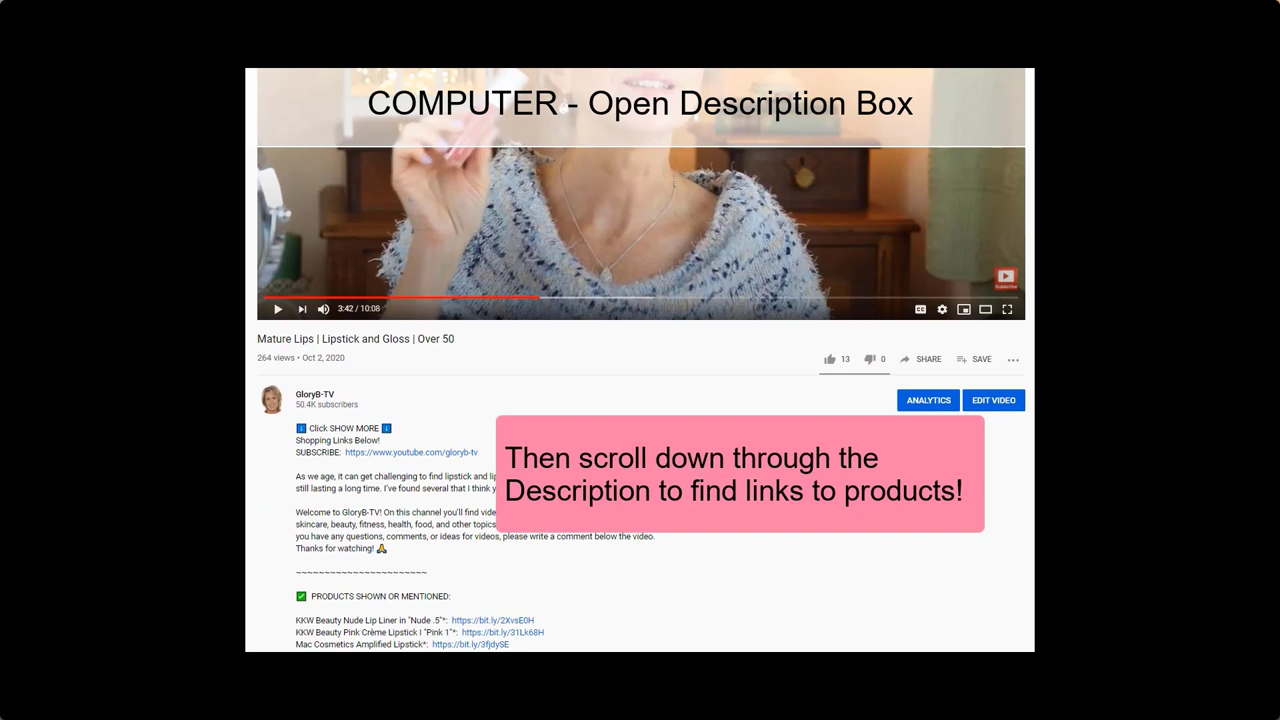 COMPUTER - Open Description Box
Subscribe
3:42 / 10:08
CC
Mature Lips | Lipstick and Gloss | Over 50
264 views • Oct 2, 2020
13
0
SHARE
SAVE
GloryB-TV
50.4K subscribers
ANALYTICS
EDIT VIDEO
⬇️ Click SHOW MORE ⬇️
Shopping Links Below!
SUBSCRIBE: https://www.youtube.com/gloryb-tv
Then scroll down through the
Description to find links to products!
As we age, it can get challenging to find lipstick and
still lasting a long time. I've found several that I think
Welcome to GloryB-TV! On this channel you'll find
skincare, beauty, fitness, health, food, and other topics
you have any questions, comments, or ideas for videos, please write a comment below the video.
Thanks for watching! 🙏
~~~~~~~~~~~~~~~~~~~~~~~
✅ PRODUCTS SHOWN OR MENTIONED:
KKW Beauty Nude Lip Liner in "Nude .5"*: https://bit.ly/2XvsE0H
KKW Beauty Pink Crème Lipstick I "Pink 1"*: https://bit.ly/31Lk68H
Mac Cosmetics Amplified Lipstick*: https://bit.ly/3fjdySE